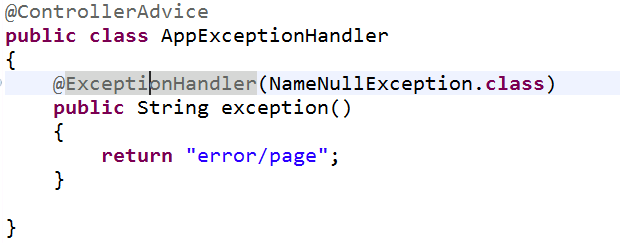 @ControllerAdvice
public class AppExceptionHandler
{
@ExceptionHandler(NameNullException.class)
public String exception()
{
return "error/page";
}
}